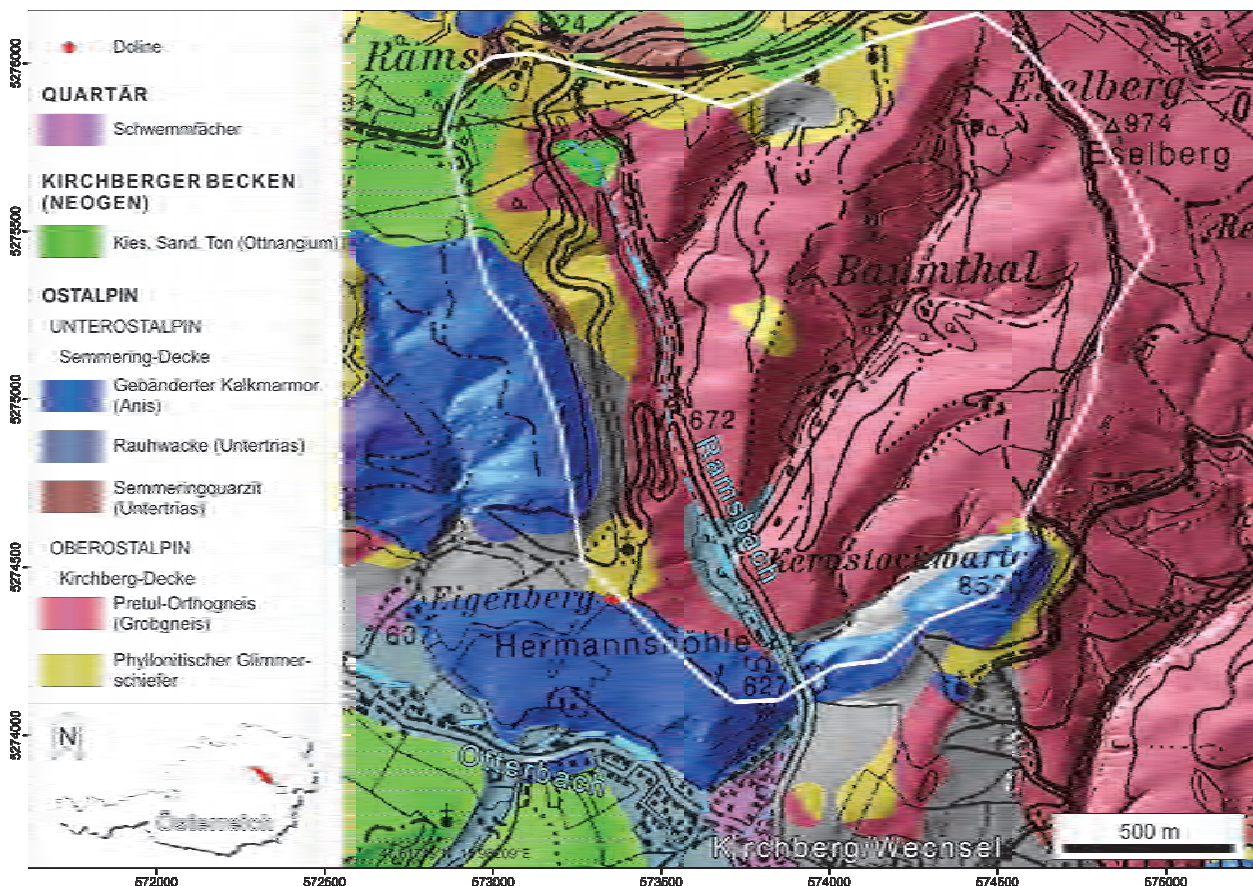 Doline
QUARTÄR
Schwemmfächer
KIRCHBERGER BECKEN
(NEOGEN)
Kies. Sand. Ton (Ottnangium)
OSTALPIN
UNTEROSTALPIN
Semmering-Decke
Gebänderter Kalkmarmor
(Anis)
Rauhwacke (Untertrias)
Semmeringquarzit
(Untertrias)
OBEROSTALPIN
Kirchberg-Decke
Pretul-Orthogneis
(Grobgneis)
Phyllonitischer Glimmer-
schiefer
N
Österreich
Rams
824
Eselberg
△974
Eselberg
Baumthal
672
Ramsbach
Kernstockwarte
Eigenberg
607
Hermannshöhle
627
Otterbach
Kirchberg/Wechsel
500 m
5276000
5275500
5275000
5274500
5274000
572000
572500
573000
573500
574000
574500
575000